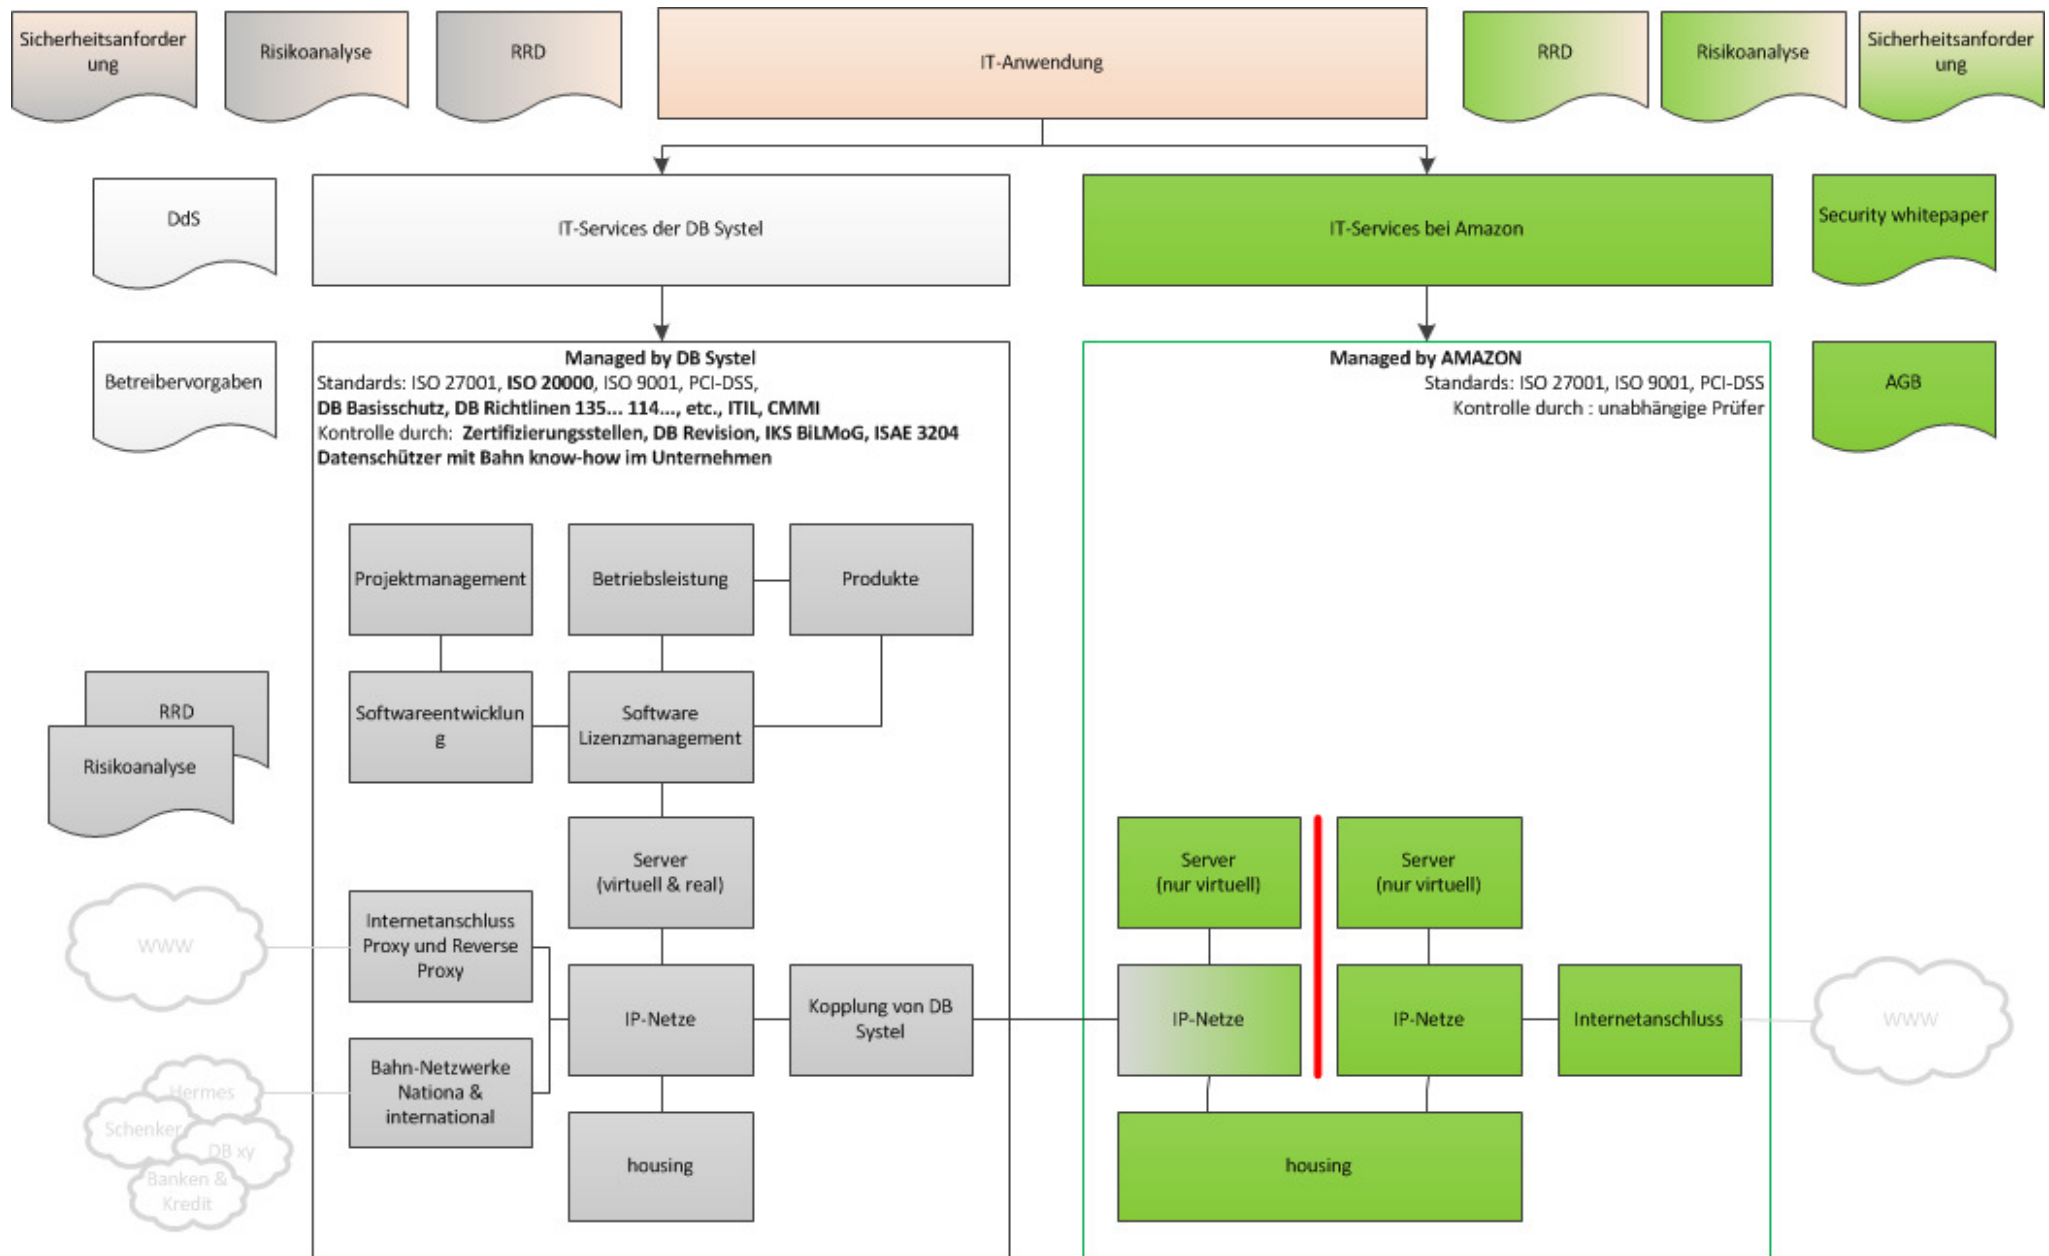 Sicherheitsanforder
ung
Risikoanalyse
RRD
IT-Anwendung
RRD
Risikoanalyse
Sicherheitsanforder
ung
DdS
IT-Services der DB Systel
IT-Services bei Amazon
Security whitepaper
Betreibervorgaben
Managed by DB Systel
Standards: ISO 27001, ISO 20000, ISO 9001, PCI-DSS,
DB Basisschutz, DB Richtlinen 135... 114..., etc., ITIL, CMMI
Kontrolle durch: Zertifizierungsstellen, DB Revision, IKS BiLMoG, ISAE 3204
Datenschützer mit Bahn know-how im Unternehmen
Managed by AMAZON
Standards: ISO 27001, ISO 9001, PCI-DSS
Kontrolle durch : unabhängige Prüfer
AGB
Projektmanagement
Betriebsleistung
Produkte
RRD
Risikoanalyse
Softwareentwicklun
g
Software
Lizenzmanagement
Server
(virtuell & real)
Server
(nur virtuell)
Server
(nur virtuell)
WWW
Internetanschluss
Proxy und Reverse
Proxy
IP-Netze
Kopplung von DB
Systel
IP-Netze
IP-Netze
Internetanschluss
WWW
Hermes
Schenker
DB xy
Banken &
Kredit
Bahn-Netzwerke
Nationa &
international
housing
housing